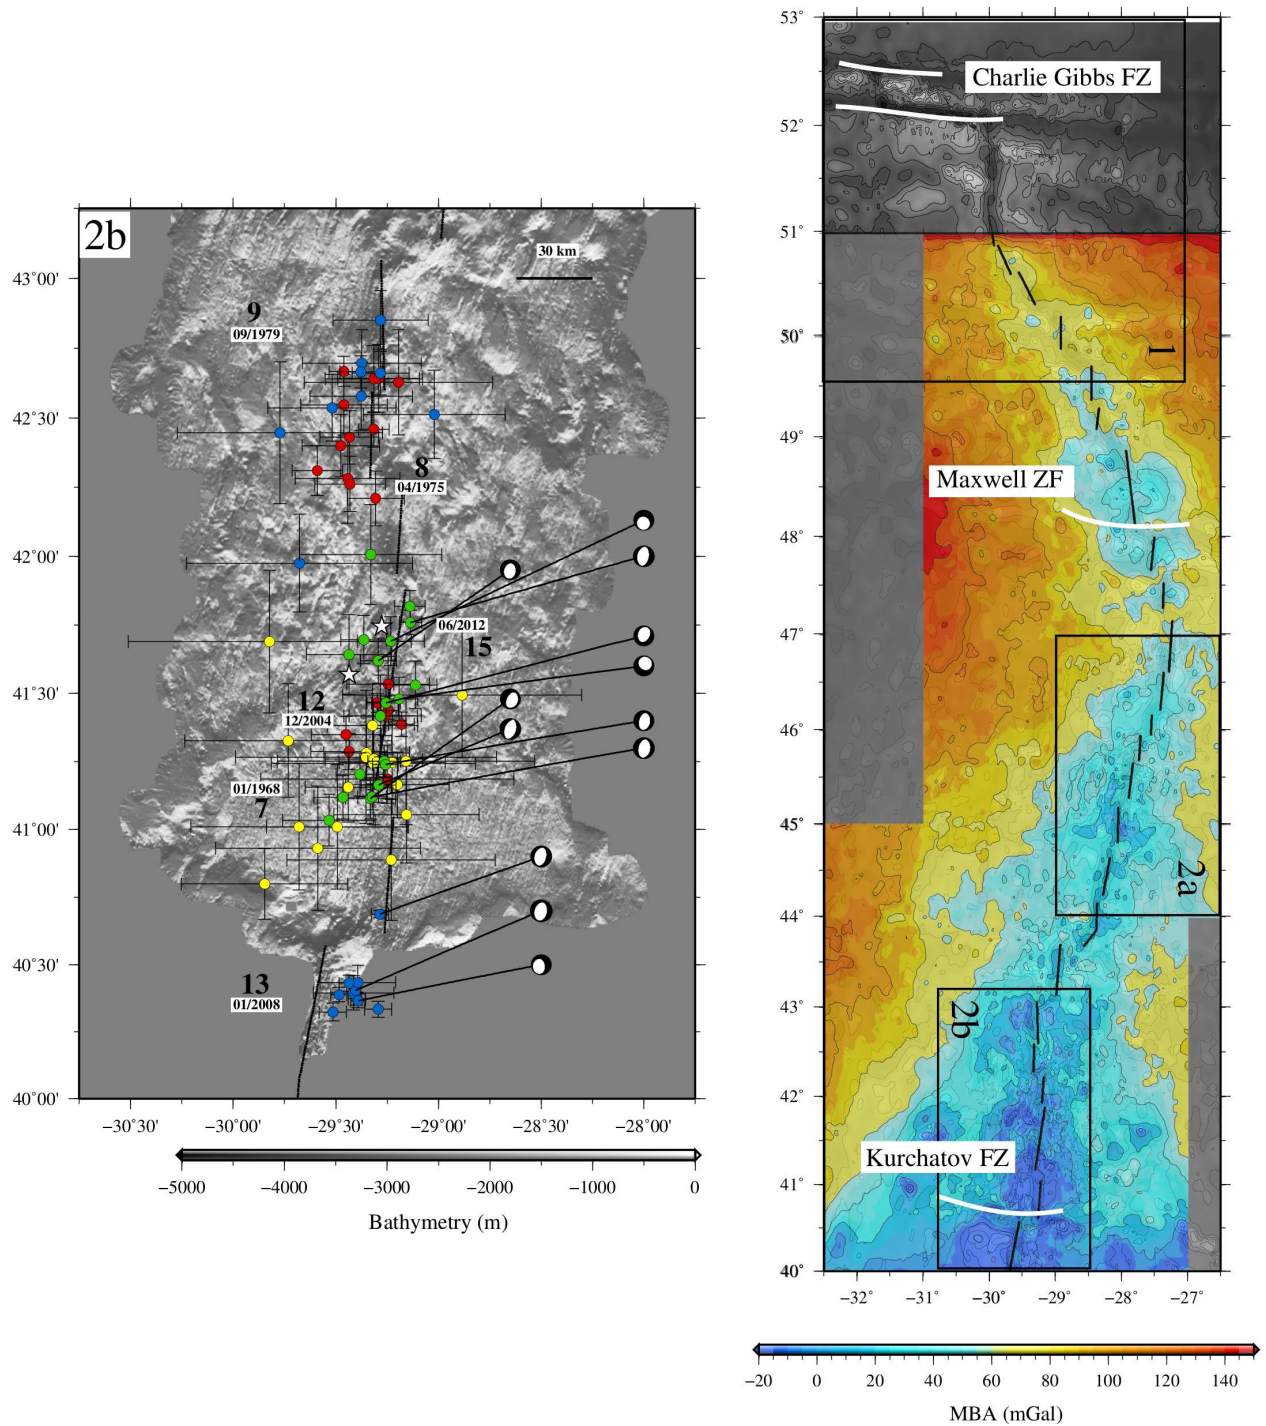 2b
30 km
43°00'
9
09/1979
42°30'
8
04/1975
42°00'
06/2012
15
41°30'
12
12/2004
01/1968
7
41°00'
40°30'
13
01/2008
40°00'
−30°30' −30°00' −29°30' −29°00' −28°30' −28°00'
−5000 −4000 −3000 −2000 −1000 0
Bathymetry (m)
53°
Charlie Gibbs FZ
52°
51°
50°
1
49°
Maxwell ZF
48°
47°
46°
45°
2a
44°
43°
2b
42°
Kurchatov FZ
41°
40°
−32° −31° −30° −29° −28° −27°
−20 0 20 40 60 80 100 120 140
MBA (mGal)